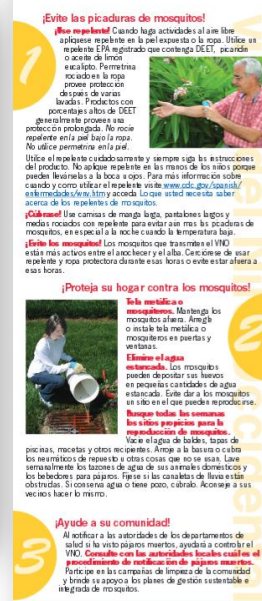 ¡Evite las picaduras de mosquitos!
1
¡Use repelente! Cuando haga actividades al aire libre
aplíquese repelente en la piel expuesta o la ropa. Utilice un
repelente EPA registrado que contenga DEET, picaridin
o aceite de limón
eucalipto. Permetrina
rociado en la ropa
provee protección
después de varias
lavadas. Productos con
porcentajes altos de DEET
generalmente proveen una
protección prolongada. No rocíe
repelente en la piel bajo la ropa.
No utilice permetrina en la piel.
Utilice el repelente cuidadosamente y siempre siga las instrucciones
del producto. No aplique repelente en las manos de los niños porque
pueden llevárselas a la boca u ojos. Para más información sobre
cuando y como utilizar el repelente visite www.cdc.gov/spanish/
enfermedades/wnv.htm y acceda Lo que usted necesita saber
acerca de los repelentes de mosquitos.
¡Cúbrase! Use camisas de manga larga, pantalones largos y
medias rociados con repelente para evitar aun mas las picaduras de
mosquitos, en especial a la noche cuando la temperatura baja.
¡Evite los mosquitos! Los mosquitos que transmiten el VNO
están más activos entre el anochecer y el alba. Cerciórese de usar
repelente y ropa protectora durante esas horas o evite estar afuera a
esas horas.
¡Proteja su hogar contra los mosquitos!
2
Tela metálica o
mosquiteros. Mantenga los
mosquitos afuera. Arregle
o instale tela metálica o
mosquiteros en puertas y
ventanas.
Elimine el agua
estancada. Los mosquitos
pueden depositar sus huevos
en pequeñas cantidades de agua
estancada. Evite dar a los mosquitos
un sitio en el que pueden reproducirse.
Busque todas las semanas
los sitios propicios para la
reproducción de mosquitos.
Vacíe el agua de baldes, tapas de
piscinas, macetas y otros recipientes. Arroje a la basura o cubra
los neumáticos de repuesto u otras cosas que no se usan. Lave
semanalmente los tazones de agua de sus animales domésticos y
los bebedores para pájaros. Fíjese si las canaletas de lluvia están
obstruidas. Si conserva agua o tiene pozo, cúbralo. Aconseje a sus
vecinos hacer lo mismo.
¡Ayude a su comunidad!
3
Al notificar a las autoridades de los departamentos de
salud si ha visto pájaros muertos, ayudará a controlar el
VNO. Consulte con las autoridades locales cuál es el
procedimiento de notificación de pájaros muertos.
Participe en las campañas de limpieza de la comunidad
y brinde su apoyo a los planes de gestión sustentable e
integrada de mosquitos.